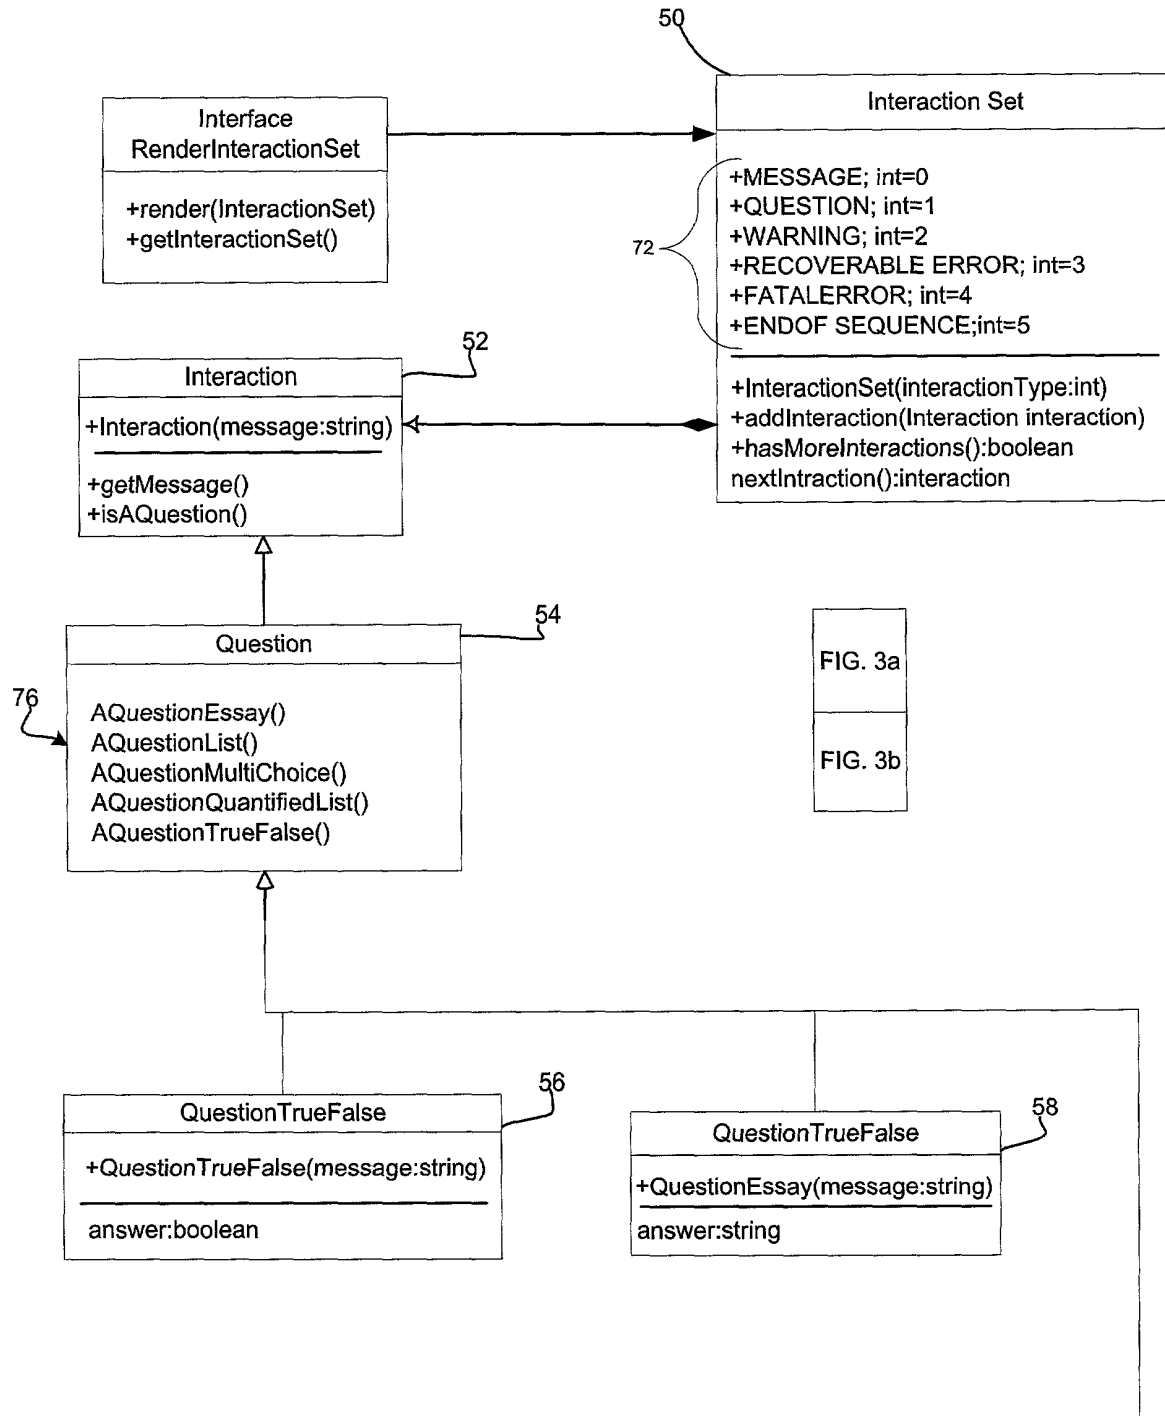 50
Interface
RenderInteractionSet
+render(InteractionSet)
+getInteractionSet()
Interaction Set
+MESSAGE; int=0
+QUESTION; int=1
+WARNING; int=2
+RECOVERABLE ERROR; int=3
+FATALERROR; int=4
+ENDOF SEQUENCE;int=5
72
+InteractionSet(interactionType:int)
+addInteraction(Interaction interaction)
+hasMoreInteractions():boolean
nextIntraction():interaction
52
Interaction
+Interaction(message:string)
+getMessage()
+isAQuestion()
54
Question
76
AQuestionEssay()
AQuestionList()
AQuestionMultiChoice()
AQuestionQuantifiedList()
AQuestionTrueFalse()
FIG. 3a
FIG. 3b
56
QuestionTrueFalse
+QuestionTrueFalse(message:string)
answer:boolean
58
QuestionTrueFalse
+QuestionEssay(message:string)
answer:string